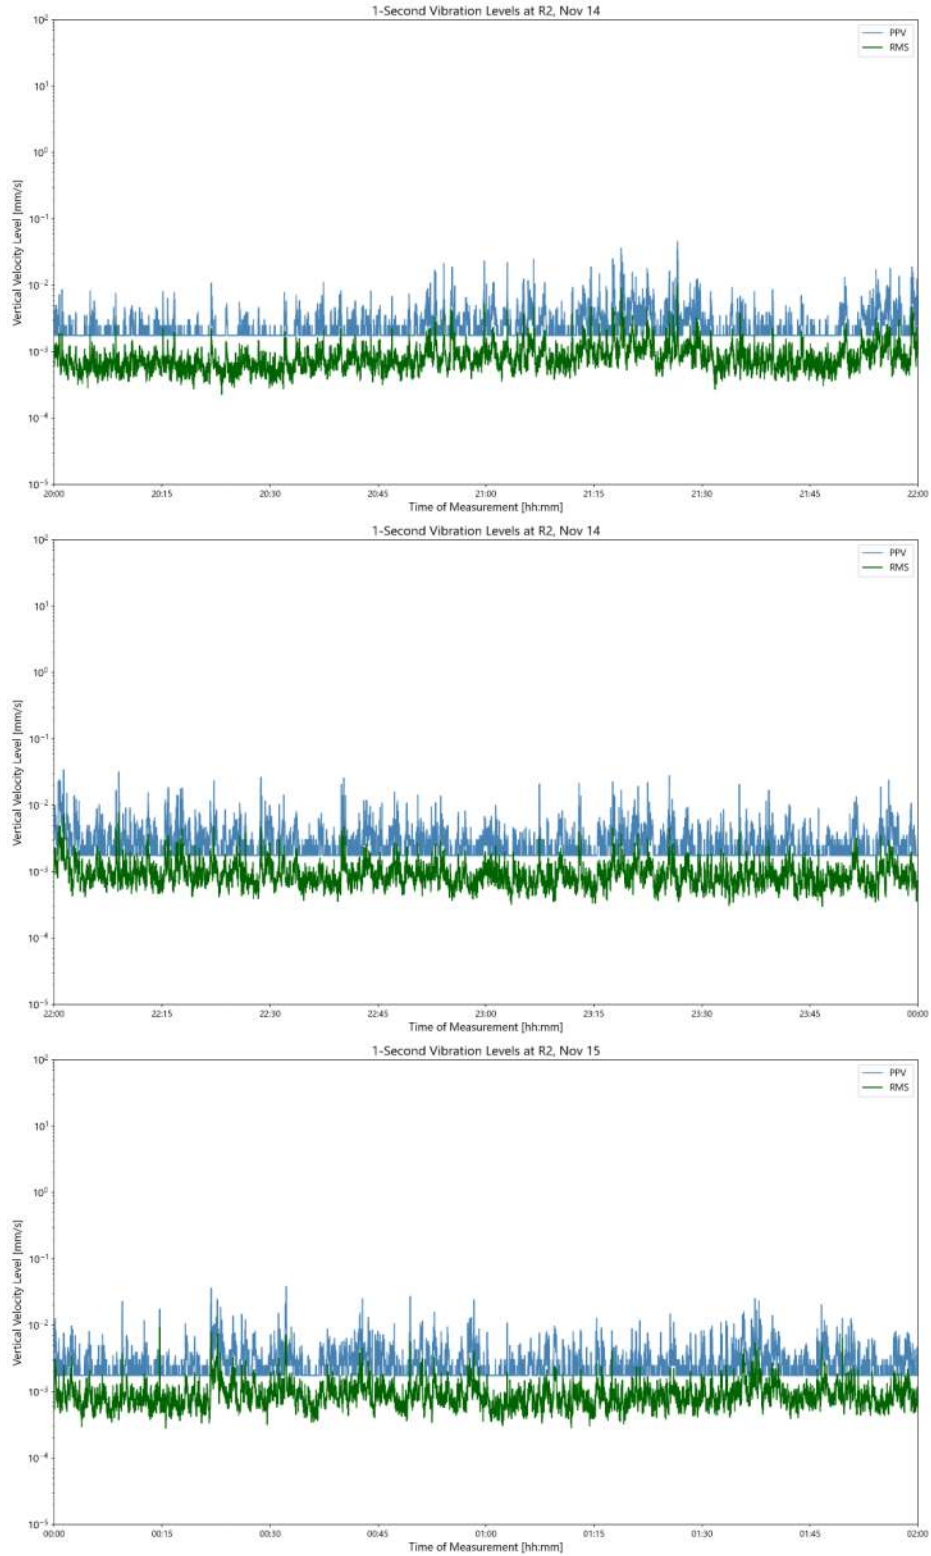 1-Second Vibration Levels at R2, Nov 14
10²
10¹
10⁰
10⁻¹
10⁻²
10⁻³
10⁻⁴
10⁻⁵
Vertical Velocity Level [mm/s]
PPV
RMS
20:00 20:15 20:30 20:45 21:00 21:15 21:30 21:45 22:00
Time of Measurement [hh:mm]
1-Second Vibration Levels at R2, Nov 14
10²
10¹
10⁰
10⁻¹
10⁻²
10⁻³
10⁻⁴
10⁻⁵
Vertical Velocity Level [mm/s]
PPV
RMS
22:00 22:15 22:30 22:45 23:00 23:15 23:30 23:45 00:00
Time of Measurement [hh:mm]
1-Second Vibration Levels at R2, Nov 15
10²
10¹
10⁰
10⁻¹
10⁻²
10⁻³
10⁻⁴
10⁻⁵
Vertical Velocity Level [mm/s]
PPV
RMS
00:00 00:15 00:30 00:45 01:00 01:15 01:30 01:45 02:00
Time of Measurement [hh:mm]